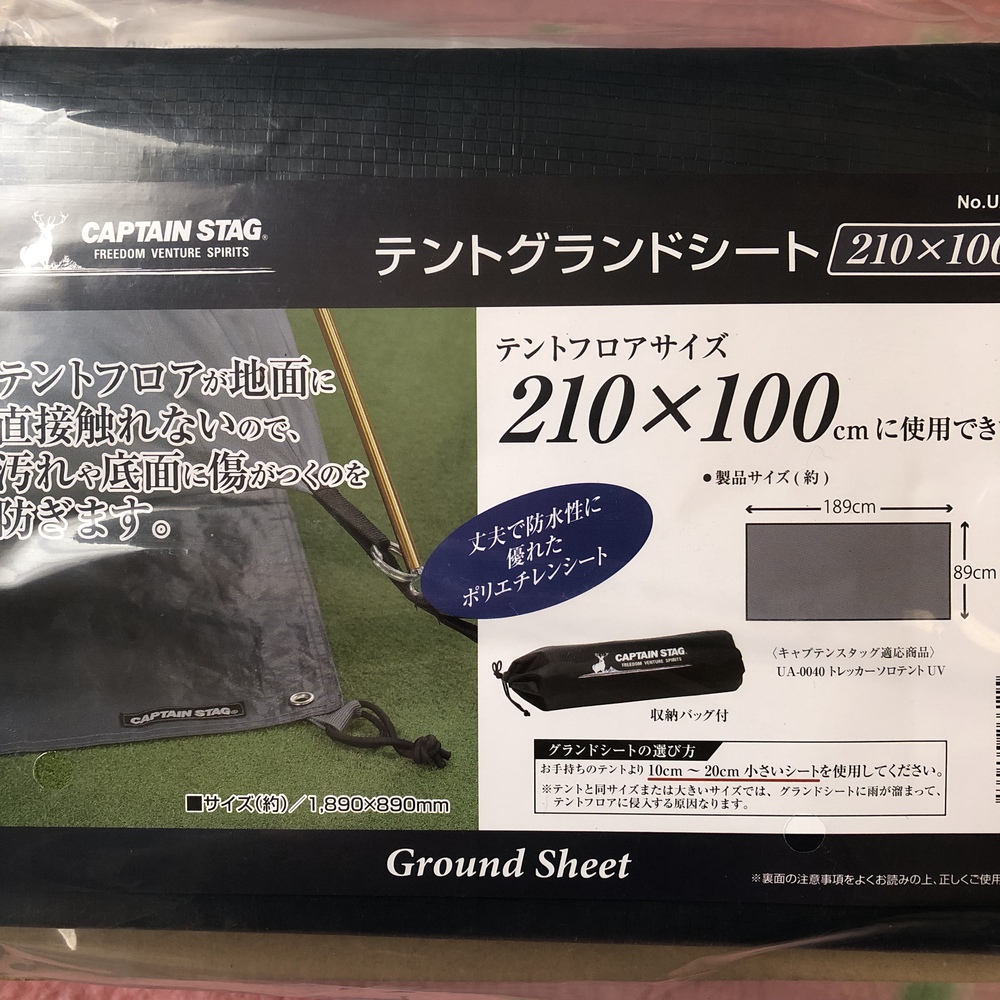 No.U
CAPTAIN STAG®
FREEDOM VENTURE SPIRITS
テントグランドシート 210×100
テントフロアが地面に
直接触れないので、
汚れや底面に傷がつくのを
防ぎます。
テントフロアサイズ
210×100cmに使用でき
●製品サイズ(約)
189cm
89cm
丈夫で防水性に
優れた
ポリエチレンシート
CAPTAIN STAG®
FREEDOM VENTURE SPIRITS
収納バッグ付
〈キャプテンスタッグ適応商品〉
UA-0040 トレッカーソロテントUV
CAPTAIN STAG®
■サイズ(約)/1,890×890mm
グランドシートの選び方
お手持ちのテントより10cm～20cm 小さいシートを使用してください。
※テントと同サイズまたは大きいサイズでは、グランドシートに雨が溜まって、
テントフロアに侵入する原因なります。
Ground Sheet
※裏面の注意事項をよくお読みの上、正しくご使用